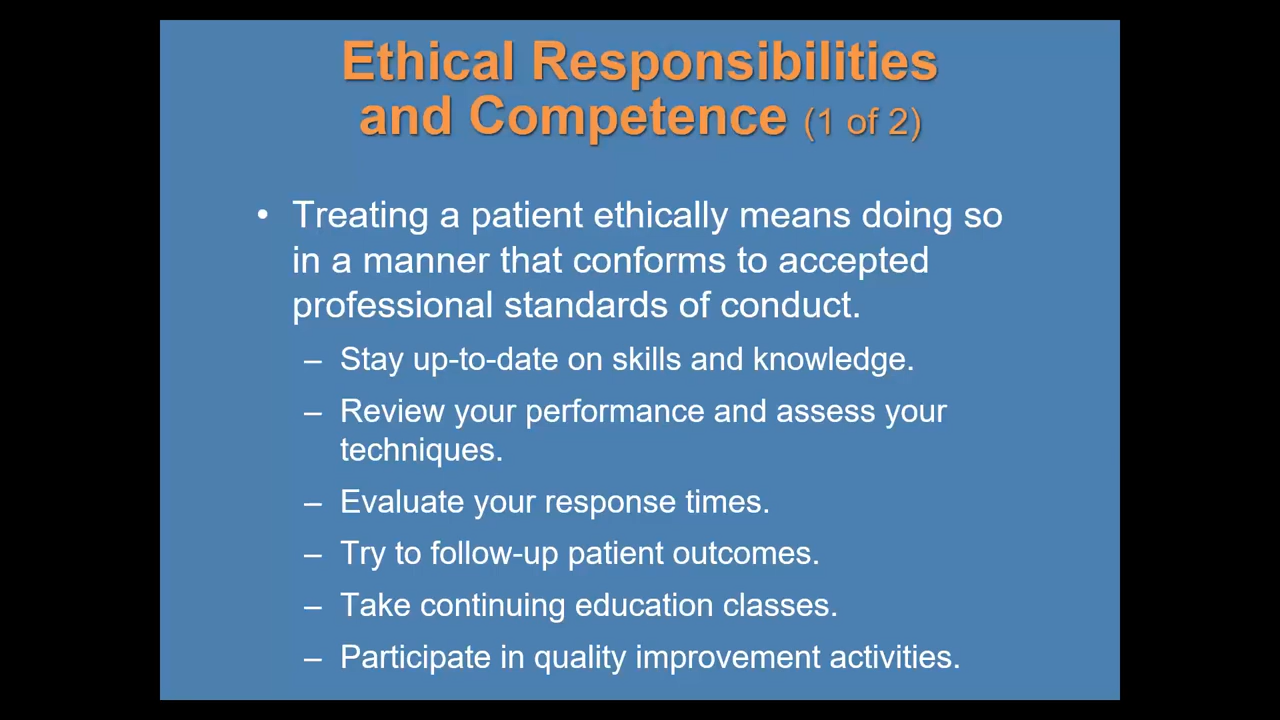 Ethical Responsibilities
and Competence (1 of 2)
• Treating a patient ethically means doing so
in a manner that conforms to accepted
professional standards of conduct.
– Stay up-to-date on skills and knowledge.
– Review your performance and assess your
techniques.
– Evaluate your response times.
– Try to follow-up patient outcomes.
– Take continuing education classes.
– Participate in quality improvement activities.